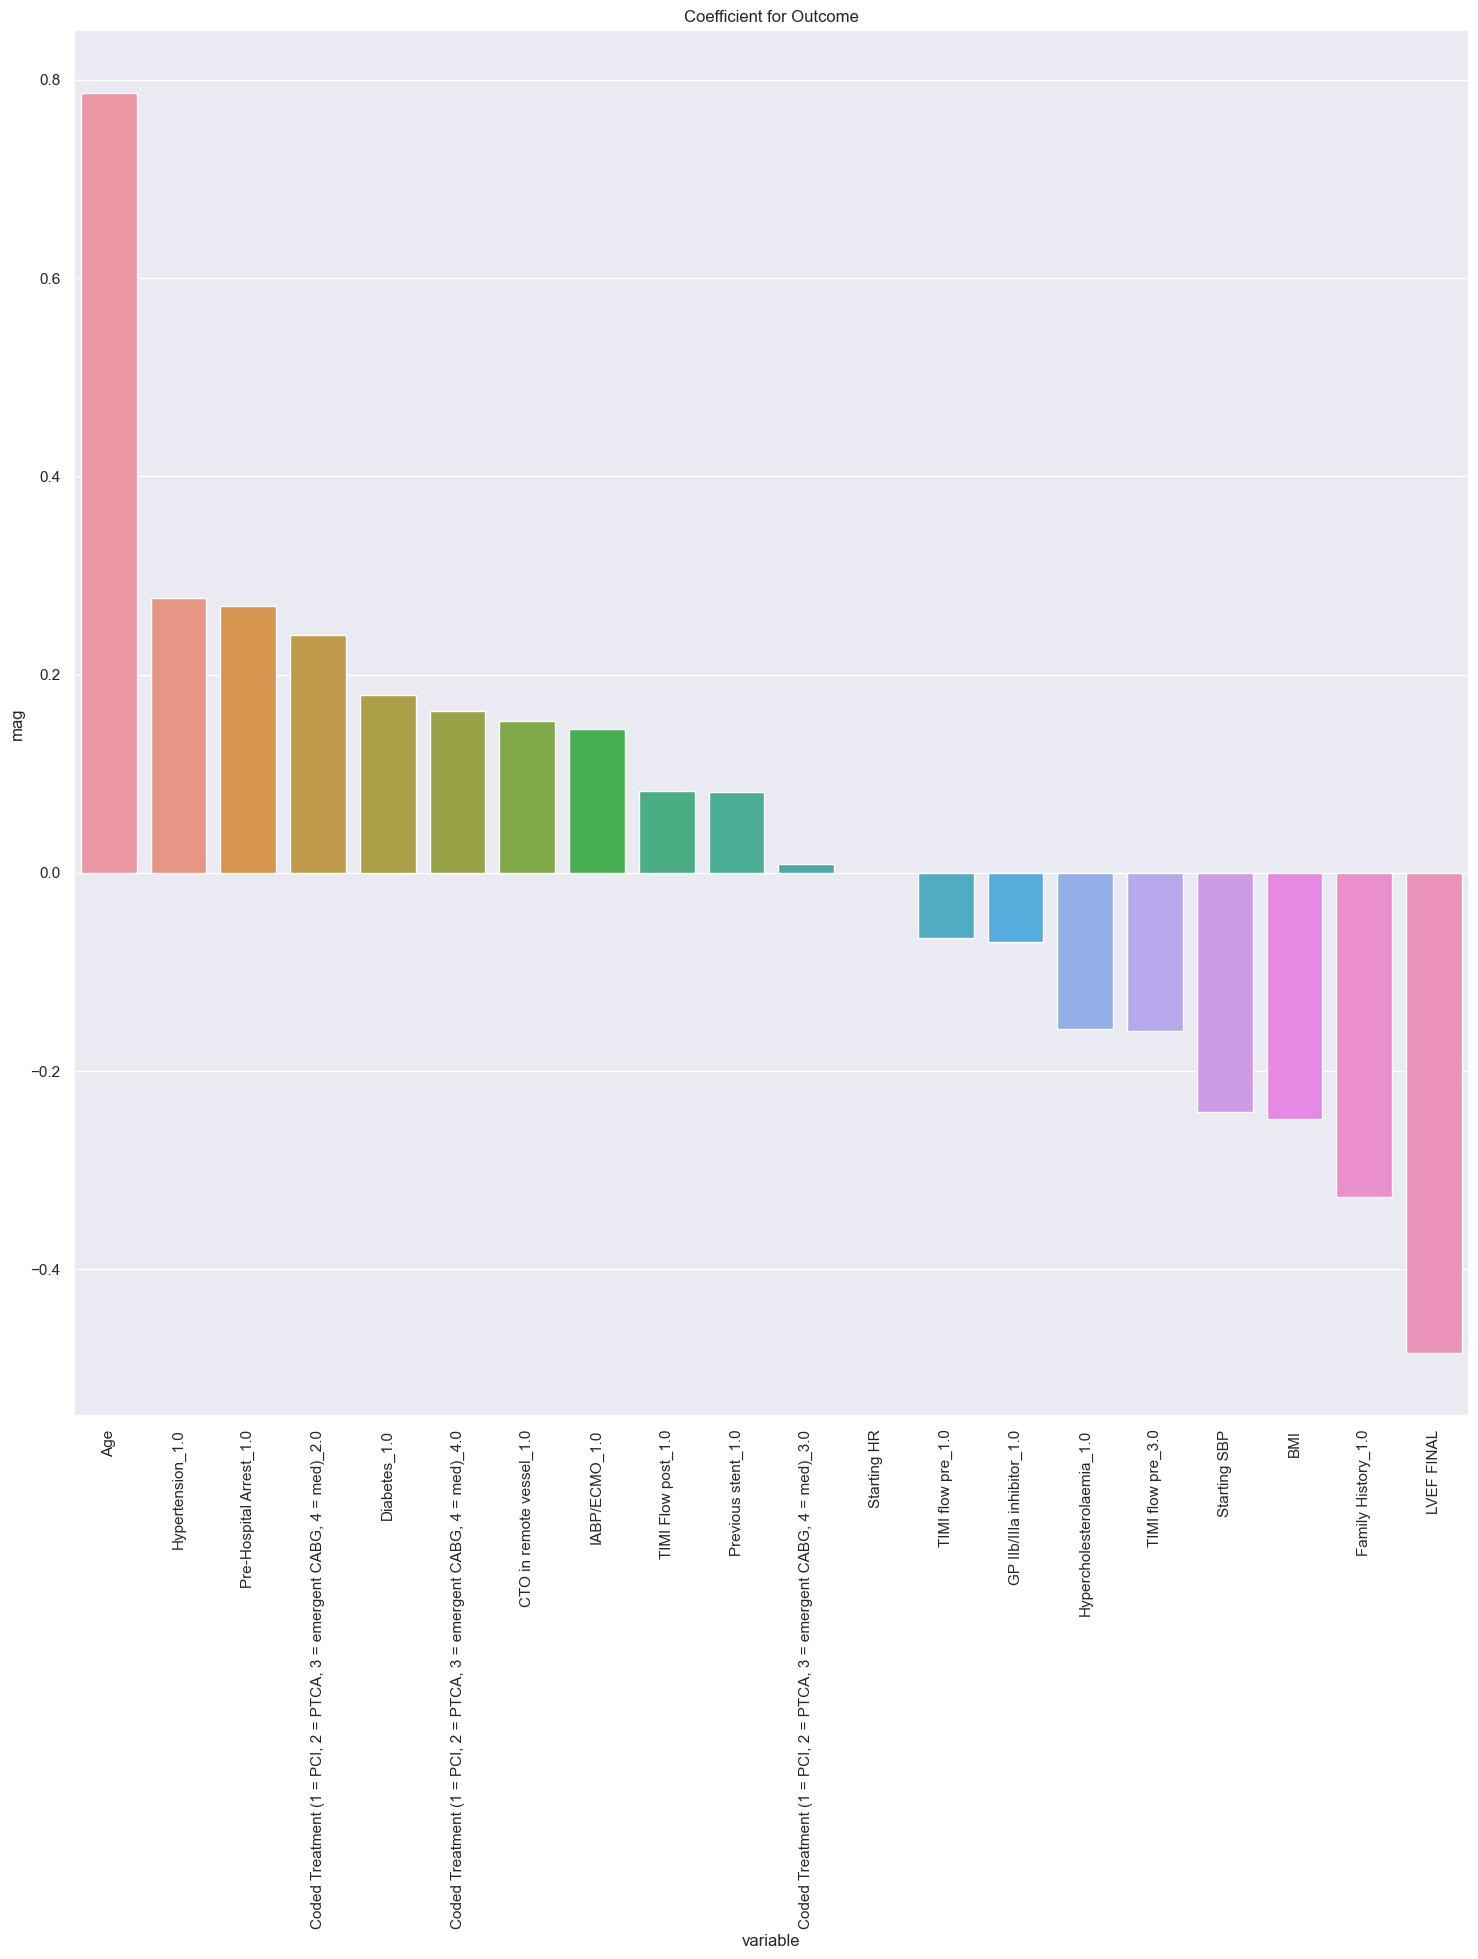 Coefficient for Outcome
0.8
0.6
0.4
0.2
0.0
−0.2
−0.4
mag
Age
Hypertension_1.0
Pre-Hospital Arrest_1.0
Coded Treatment (1 = PCI, 2 = PTCA, 3 = emergent CABG, 4 = med)_2.0
Diabetes_1.0
Coded Treatment (1 = PCI, 2 = PTCA, 3 = emergent CABG, 4 = med)_4.0
CTO in remote vessel_1.0
IABP/ECMO_1.0
TIMI Flow post_1.0
Previous stent_1.0
Coded Treatment (1 = PCI, 2 = PTCA, 3 = emergent CABG, 4 = med)_3.0
Starting HR
TIMI flow pre_1.0
GP IIb/IIIa inhibitor_1.0
Hypercholesterolaemia_1.0
TIMI flow pre_3.0
Starting SBP
BMI
Family History_1.0
LVEF FINAL
variable